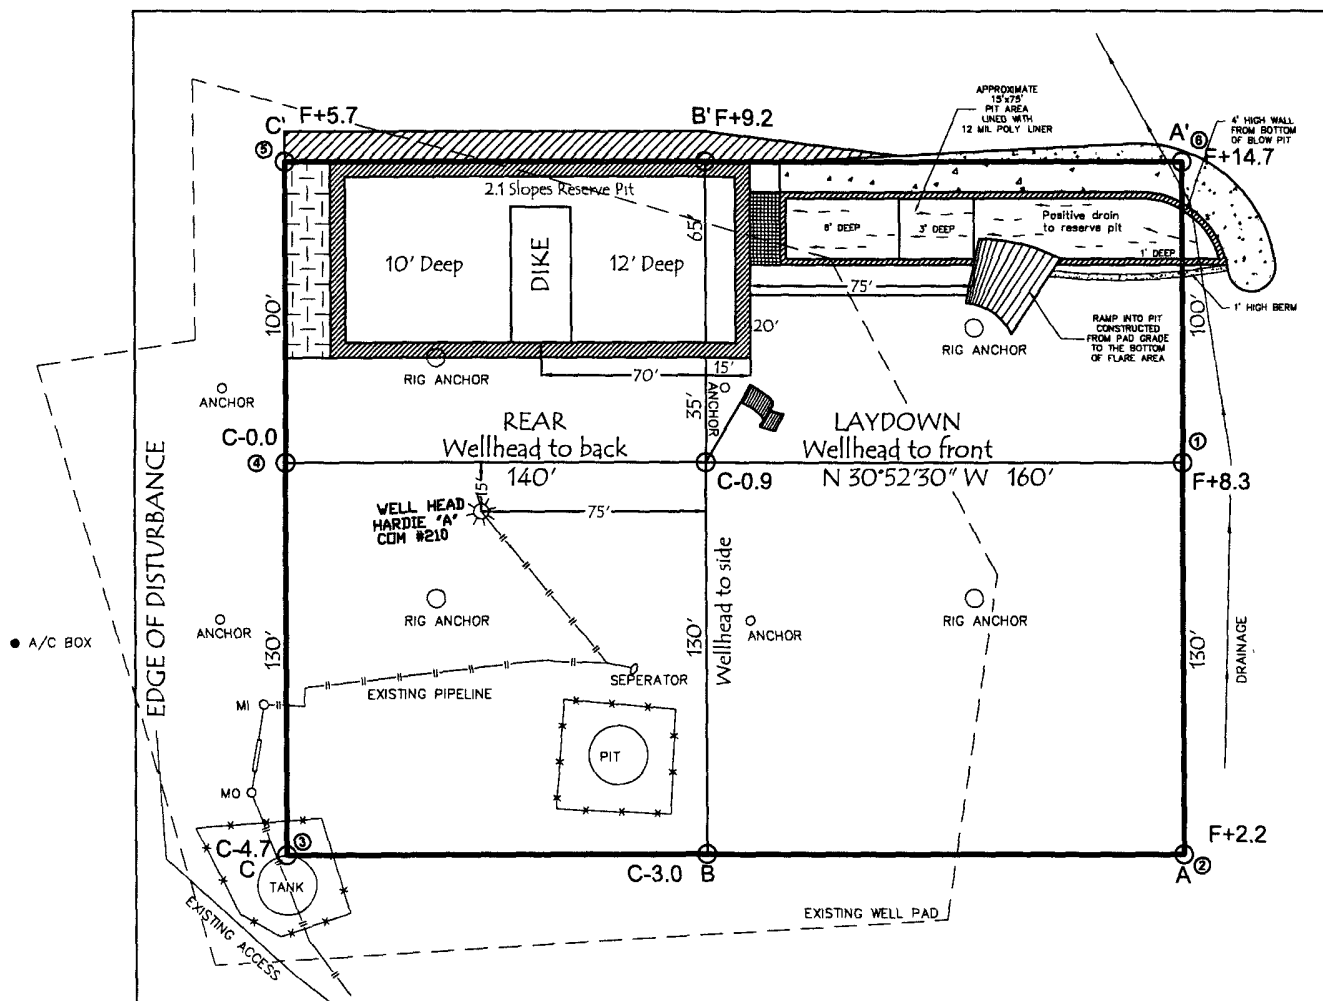 APPROXIMATE
15'x75'
PIT AREA
LINED WITH
12 MIL POLY LINER
4' HIGH WALL
FROM BOTTOM
OF BLOW PIT
C'
F+5.7
B'
F+9.2
A'
⑥
F+14.7
⑤
2.1 Slopes Reserve Pit
65'
8' DEEP
3' DEEP
Positive drain
to reserve pit
1' DEEP
10' Deep
DIKE
12' Deep
75'
1' HIGH BERM
100'
20'
100'
RAMP INTO PIT
CONSTRUCTED
FROM PAD GRADE
TO THE BOTTOM
OF FLARE AREA
RIG ANCHOR
RIG ANCHOR
70'
15'
ANCHOR
35'
ANCHOR
C-0.0
④
REAR
Wellhead to back
140'
LAYDOWN
Wellhead to front
N 30°52'30" W 160'
①
C-0.9
F+8.3
15'
WELL HEAD
HARDIE "A"
COM #210
75'
EDGE OF DISTURBANCE
Wellhead to side
ANCHOR
RIG ANCHOR
ANCHOR
RIG ANCHOR
A/C BOX
130'
130'
130'
DRAINAGE
SEPERATOR
EXISTING PIPELINE
MI
PIT
MO
C-4.7
③
C
TANK
C-3.0
B
F+2.2
A
②
EXISTING WELL PAD
EXISTING ACCESS